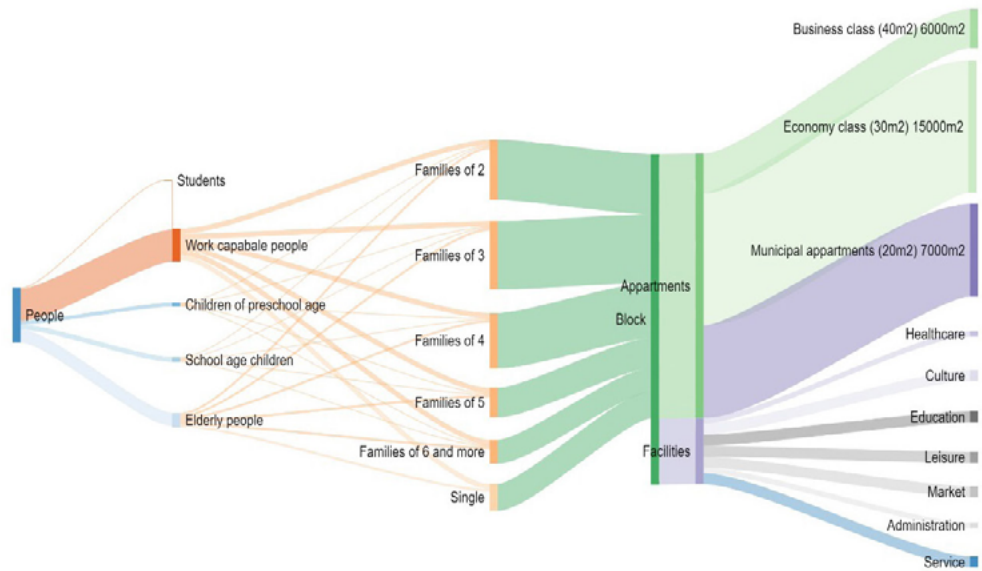 People
Students
Work capabale people
Children of preschool age
School age children
Elderly people
Families of 2
Families of 3
Families of 4
Families of 5
Families of 6 and more
Single
Block
Appartments
Facilities
Business class (40m2) 6000m2
Economy class (30m2) 15000m2
Municipal appartments (20m2) 7000m2
Healthcare
Culture
Education
Leisure
Market
Administration
Service